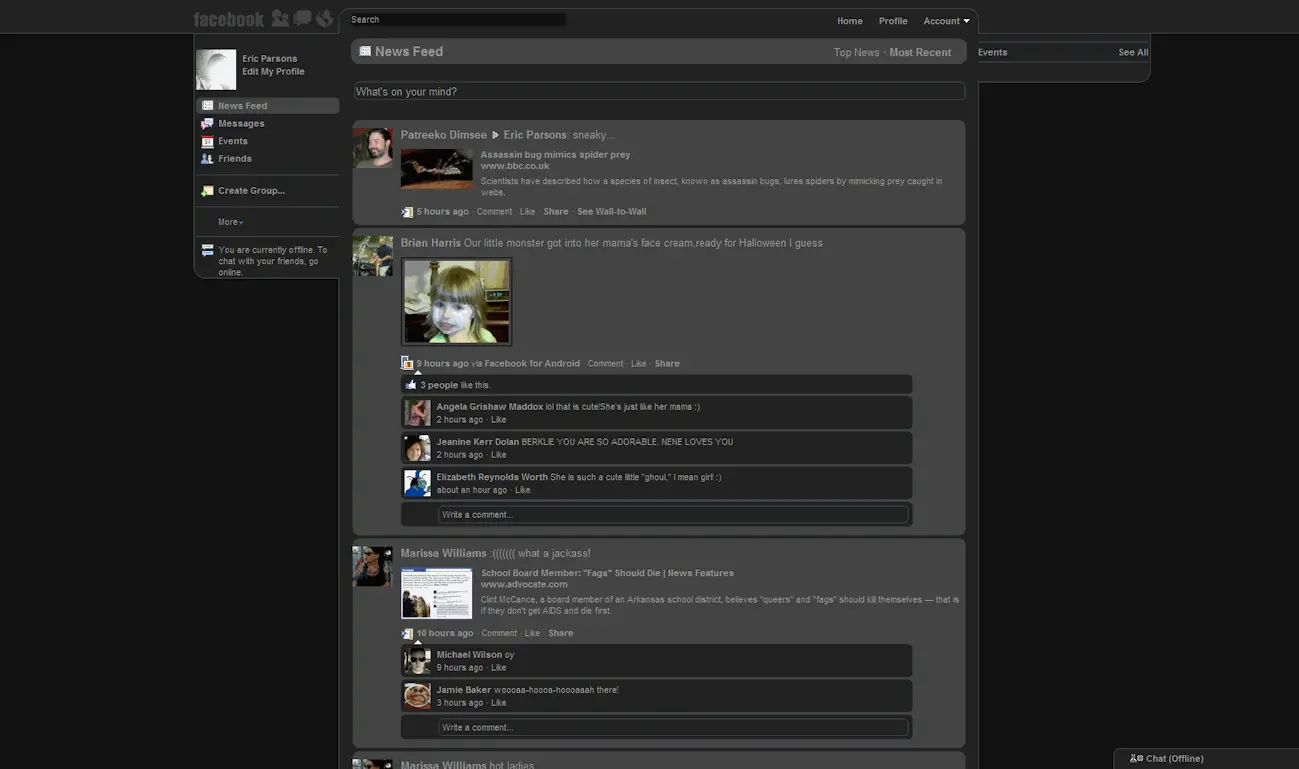 facebook
Search
Home Profile Account
Eric Parsons
Edit My Profile
News Feed
Messages
Events
Friends
Create Group...
More
You are currently offline. To
chat with your friends, go
online.
News Feed Top News · Most Recent
What's on your mind?
Patreeko Dimsee Eric Parsons: sneaky...
Assassin bug mimics spider prey
www.bbc.co.uk
Scientists have described how a species of insect, known as assassin bugs, lures spiders by mimicking prey caught in
webs.
5 hours ago · Comment · Like · Share · See Wall-to-Wall
Brian Harris Our little monster got into her mama's face cream,ready for Halloween I guess
9 hours ago via Facebook for Android · Comment · Like · Share
3 people like this.
Angela Grishaw Maddox lol that is cute!She's just like her mama :)
2 hours ago · Like
Jeanine Kerr Dolan BERKLIE YOU ARE SO ADORABLE. NENE LOVES YOU
2 hours ago · Like
Elizabeth Reynolds Worth She is such a cute little "ghoul," I mean girl! :)
about an hour ago · Like
Write a comment...
Marissa Williams :((((((( what a jackass!
School Board Member: "Fags" Should Die | News Features
www.advocate.com
Clint McCance, a board member of an Arkansas school district, believes "queers" and "fags" should kill themselves — that is
if they don't get AIDS and die first.
10 hours ago · Comment · Like · Share
Michael Wilson oy
9 hours ago · Like
Jamie Baker woooaa-hoooa-hoooaaah there!
3 hours ago · Like
Write a comment...
Marissa Williams hot ladies
Events See All
Chat (Offline)